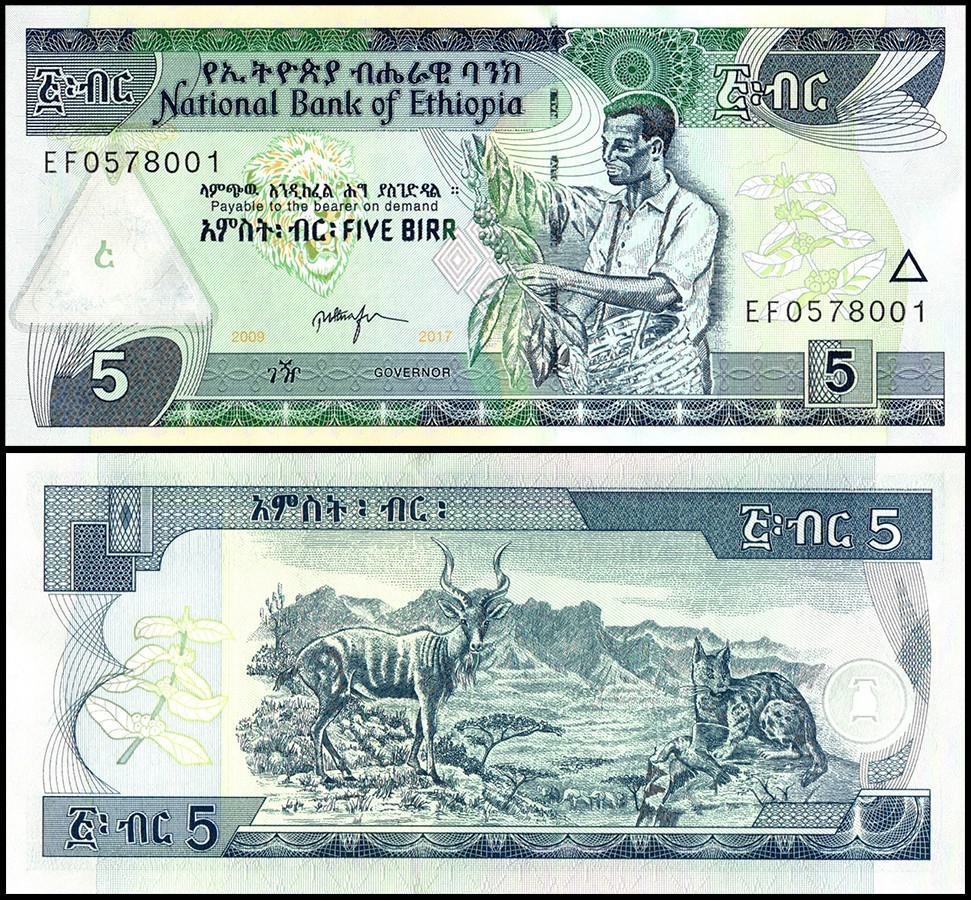 ፭፡ብር
የኢትዮጵያ ብሔራዊ ባንክ
National Bank of Ethiopia
፭፡ብር
EF0578001
ላምጭዉ እንዲከፈል ሕግ ያስገድዳል ።
Payable to the bearer on demand
አምስት፡ ብር፡ FIVE BIRR
EF0578001
2009 2017
5 ገዥ GOVERNOR 5
አምስት ፡ ብር ፡
፭፡ብር 5
፭፡ብር 5